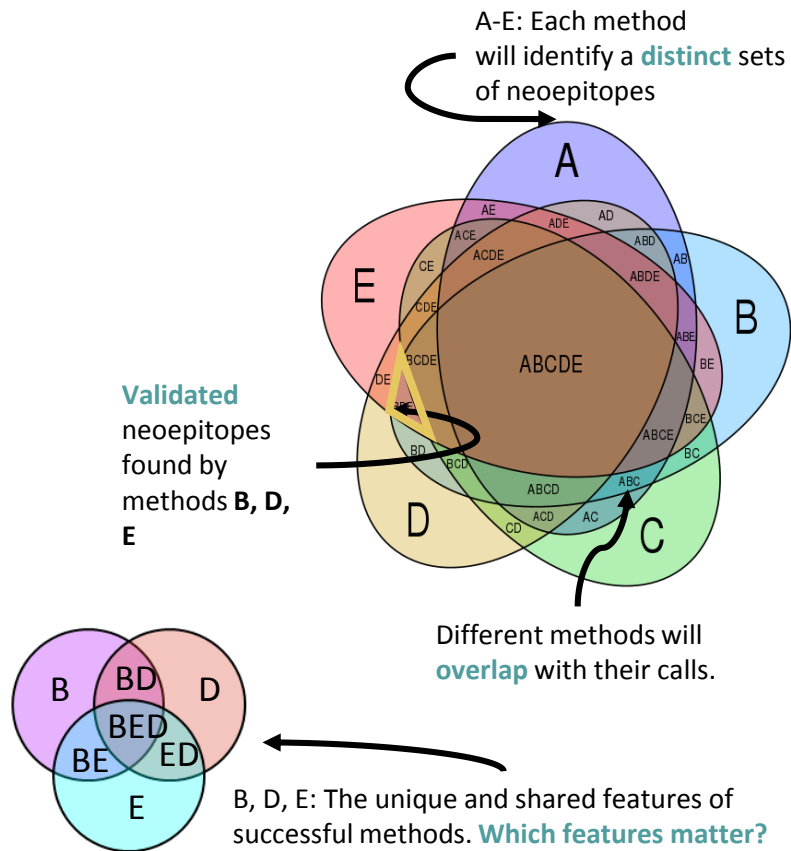 A-E: Each method
will identify a distinct sets
of neoepitopes
A
AE
AD
ADE
ACE
ABD
AB
CE
ACDE
ABDE
E
B
CDE
ABE
BCDE
ABCDE
BE
DE
Validated
neoepitopes
found by
methods B, D,
E
BDE
BCE
ABCE
BD
BCD
BC
ABCD
ABC
D
CD
ACD
AC
C
Different methods will
overlap with their calls.
B
BD
D
BED
BE
ED
E
B, D, E: The unique and shared features of
successful methods. Which features matter?